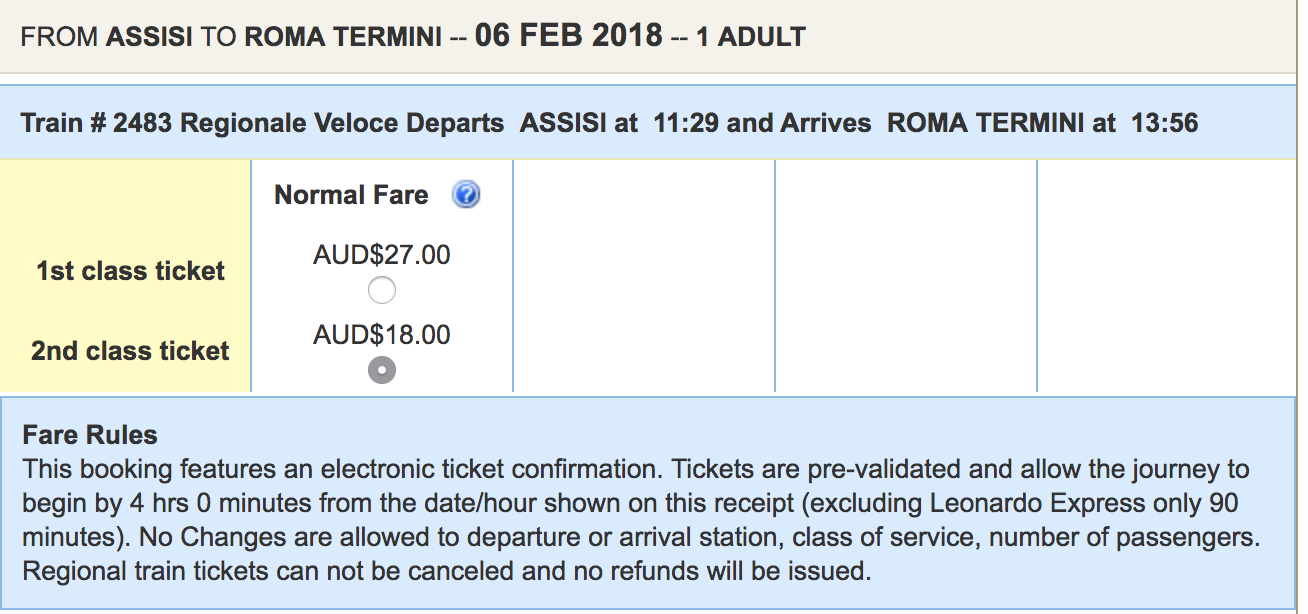 FROM ASSISI TO ROMA TERMINI -- 06 FEB 2018 -- 1 ADULT
Train # 2483 Regionale Veloce Departs ASSISI at 11:29 and Arrives ROMA TERMINI at 13:56
Normal Fare ?
AUD$27.00
1st class ticket
AUD$18.00
2nd class ticket
Fare Rules
This booking features an electronic ticket confirmation. Tickets are pre-validated and allow the journey to
begin by 4 hrs 0 minutes from the date/hour shown on this receipt (excluding Leonardo Express only 90
minutes). No Changes are allowed to departure or arrival station, class of service, number of passengers.
Regional train tickets can not be canceled and no refunds will be issued.